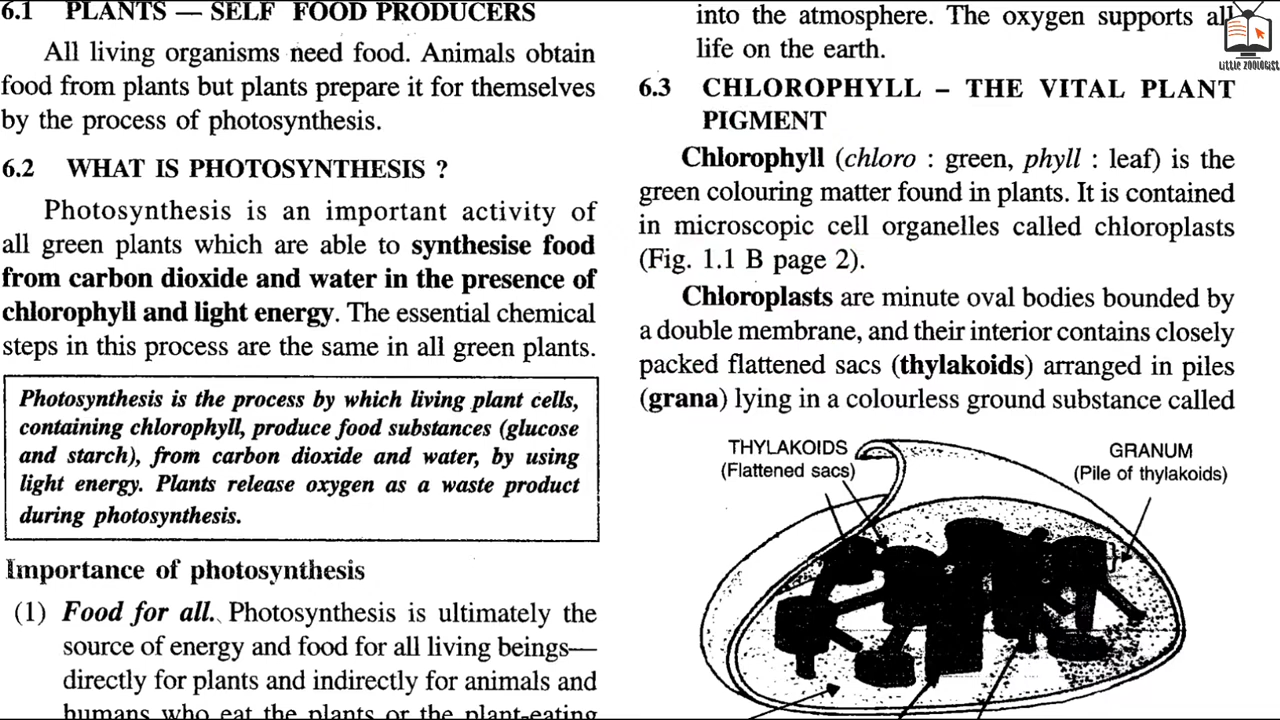 6.1 PLANTS — SELF FOOD PRODUCERS
All living organisms need food. Animals obtain
food from plants but plants prepare it for themselves
by the process of photosynthesis.
6.2 WHAT IS PHOTOSYNTHESIS ?
Photosynthesis is an important activity of
all green plants which are able to synthesise food
from carbon dioxide and water in the presence of
chlorophyll and light energy. The essential chemical
steps in this process are the same in all green plants.
Photosynthesis is the process by which living plant cells,
containing chlorophyll, produce food substances (glucose
and starch), from carbon dioxide and water, by using
light energy. Plants release oxygen as a waste product
during photosynthesis.
Importance of photosynthesis
(1) Food for all. Photosynthesis is ultimately the
source of energy and food for all living beings—
directly for plants and indirectly for animals and
humans who eat the plants or the plant-eating
into the atmosphere. The oxygen supports all
life on the earth.
6.3 CHLOROPHYLL – THE VITAL PLANT
PIGMENT
Chlorophyll (chloro : green, phyll : leaf) is the
green colouring matter found in plants. It is contained
in microscopic cell organelles called chloroplasts
(Fig. 1.1 B page 2).
Chloroplasts are minute oval bodies bounded by
a double membrane, and their interior contains closely
packed flattened sacs (thylakoids) arranged in piles
(grana) lying in a colourless ground substance called
THYLAKOIDS
(Flattened sacs)
GRANUM
(Pile of thylakoids)
LITTLE ZOOLOGIST